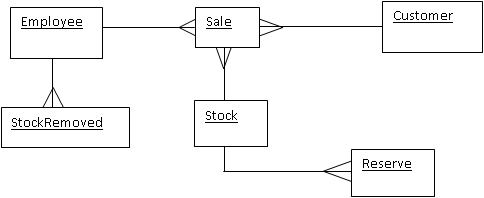 Employee
Sale
Customer
StockRemoved
Stock
Reserve